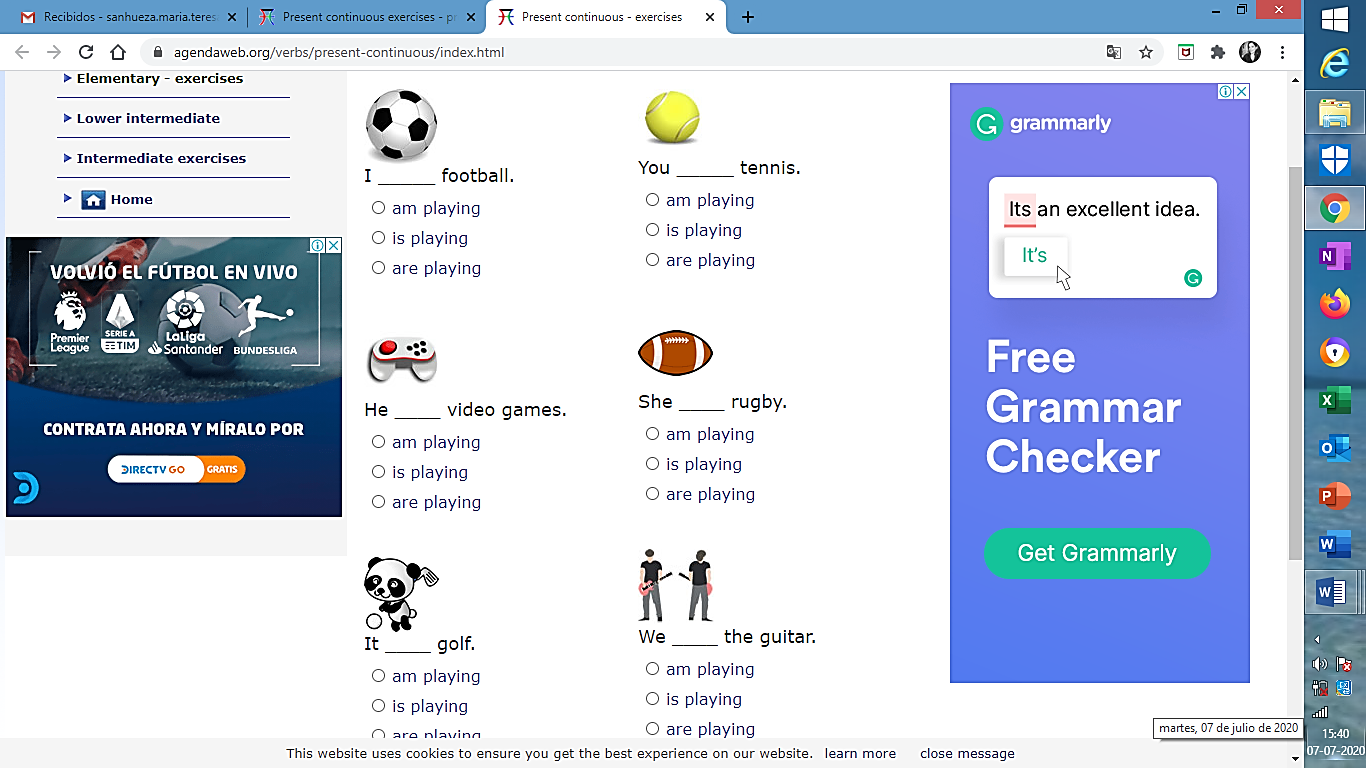 Recibidos - sanhueza.maria.teres
Present continuous exercises - pr
Present continuous - exercises
agendaweb.org/verbs/present-continuous/index.html
Elementary - exercises
Lower intermediate
Intermediate exercises
Home
VOLVIÓ EL FÚTBOL EN VIVO
Premier League
SERIE A TIM
LaLiga Santander
BUNDESLIGA
CONTRATA AHORA Y MÍRALO POR
DIRECTV GO GRATIS
I ______ football.
am playing
is playing
are playing
You ______ tennis.
am playing
is playing
are playing
He _____ video games.
am playing
is playing
are playing
She _____ rugby.
am playing
is playing
are playing
It _____ golf.
am playing
is playing
are playing
We _____ the guitar.
am playing
is playing
are playing
grammarly
Its an excellent idea.
It's
Free
Grammar
Checker
Get Grammarly
This website uses cookies to ensure you get the best experience on our website. learn more close message
martes, 07 de julio de 2020
15:40
07-07-2020